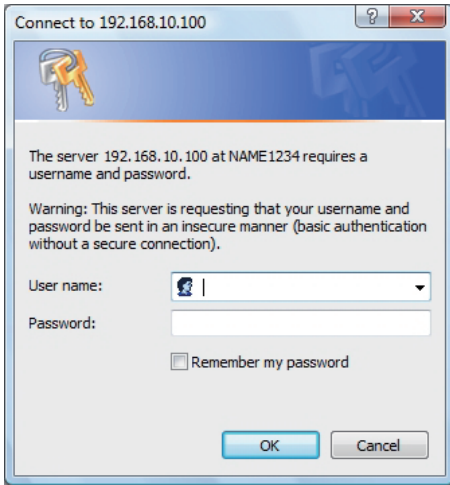 Connect to 192.168.10.100
The server 192.168.10.100 at NAME1234 requires a
username and password.
Warning: This server is requesting that your username and
password be sent in an insecure manner (basic authentication
without a secure connection).
User name:
Password:
Remember my password
OK Cancel